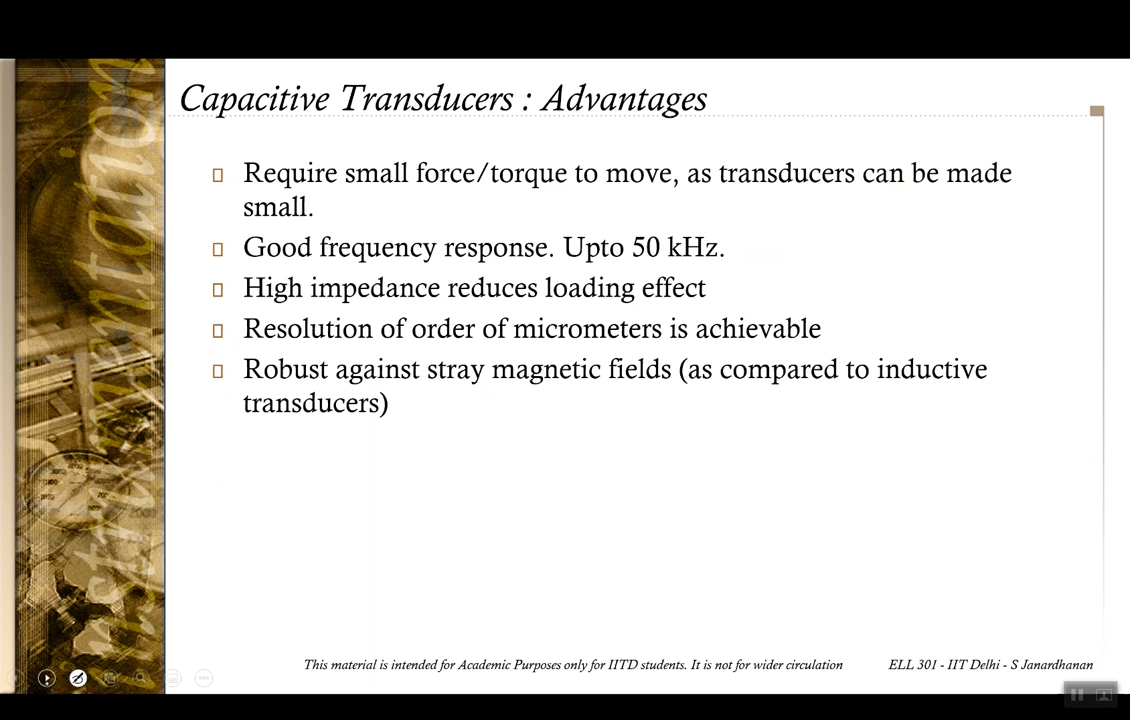 Capacitive Transducers : Advantages
Require small force/torque to move, as transducers can be made
small.
Good frequency response. Upto 50 kHz.
High impedance reduces loading effect
Resolution of order of micrometers is achievable
Robust against stray magnetic fields (as compared to inductive
transducers)
This material is intended for Academic Purposes only for IITD students. It is not for wider circulation
ELL 301 - IIT Delhi - S Janardhanan